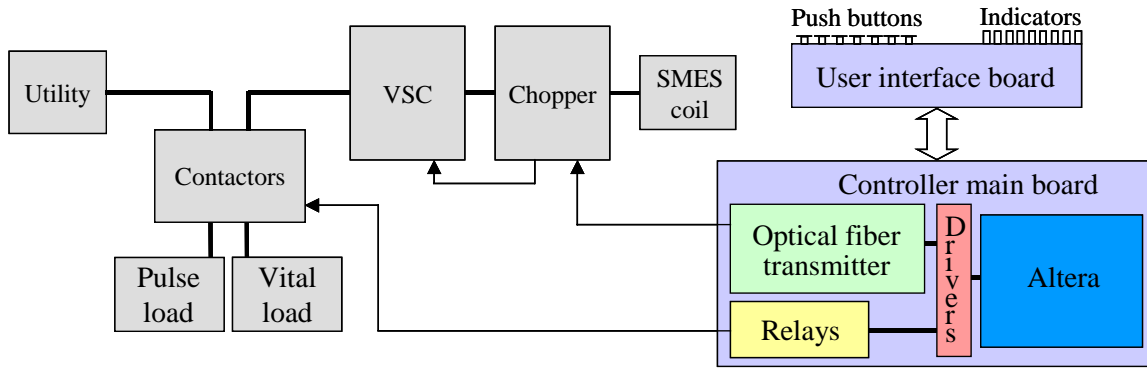 Push buttons
Indicators
User interface board
Utility
VSC
Chopper
SMES
coil
Contactors
Controller main board
Optical fiber
transmitter
Drivers
Altera
Pulse
load
Vital
load
Relays